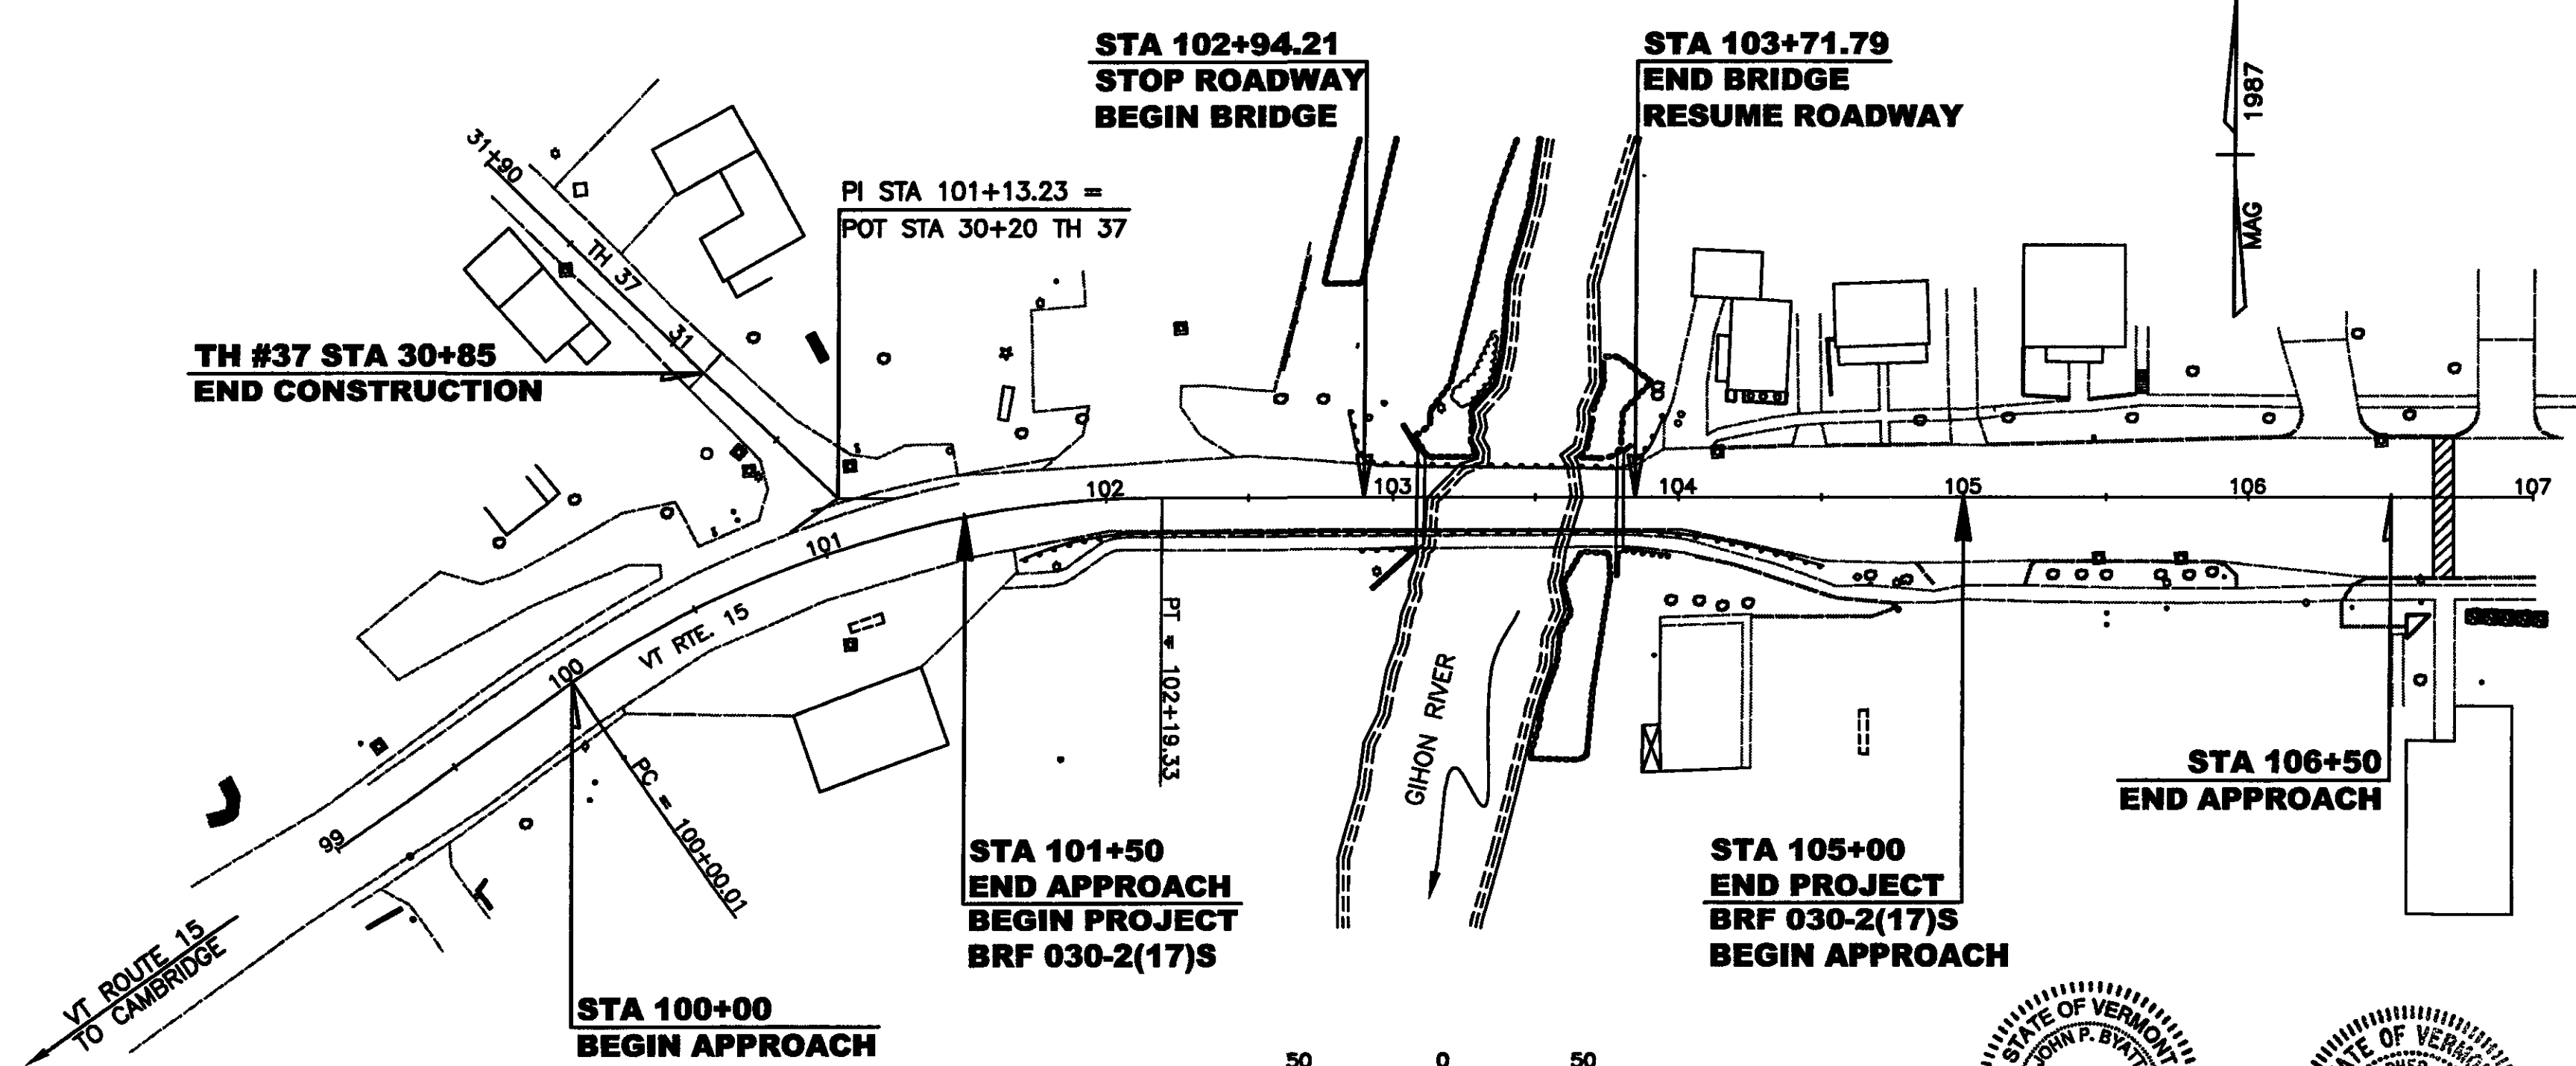 STA 102+94.21
STOP ROADWAY
BEGIN BRIDGE
STA 103+71.79
END BRIDGE
RESUME ROADWAY
1987
MAG
31+90
TH 37
31
PI STA 101+13.23 =
POT STA 30+20 TH 37
TH #37 STA 30+85
END CONSTRUCTION
99
100
101
102
103
104
105
106
107
VT RTE. 15
PC = 100+00.01
PT = 102+19.33
GIHON RIVER
STA 106+50
END APPROACH
STA 101+50
END APPROACH
BEGIN PROJECT
BRF 030-2(17)S
STA 105+00
END PROJECT
BRF 030-2(17)S
BEGIN APPROACH
VT ROUTE 15
TO CAMBRIDGE
STA 100+00
BEGIN APPROACH
50 0 50
STATE OF VERMONT
JOHN P. BYATT
OF